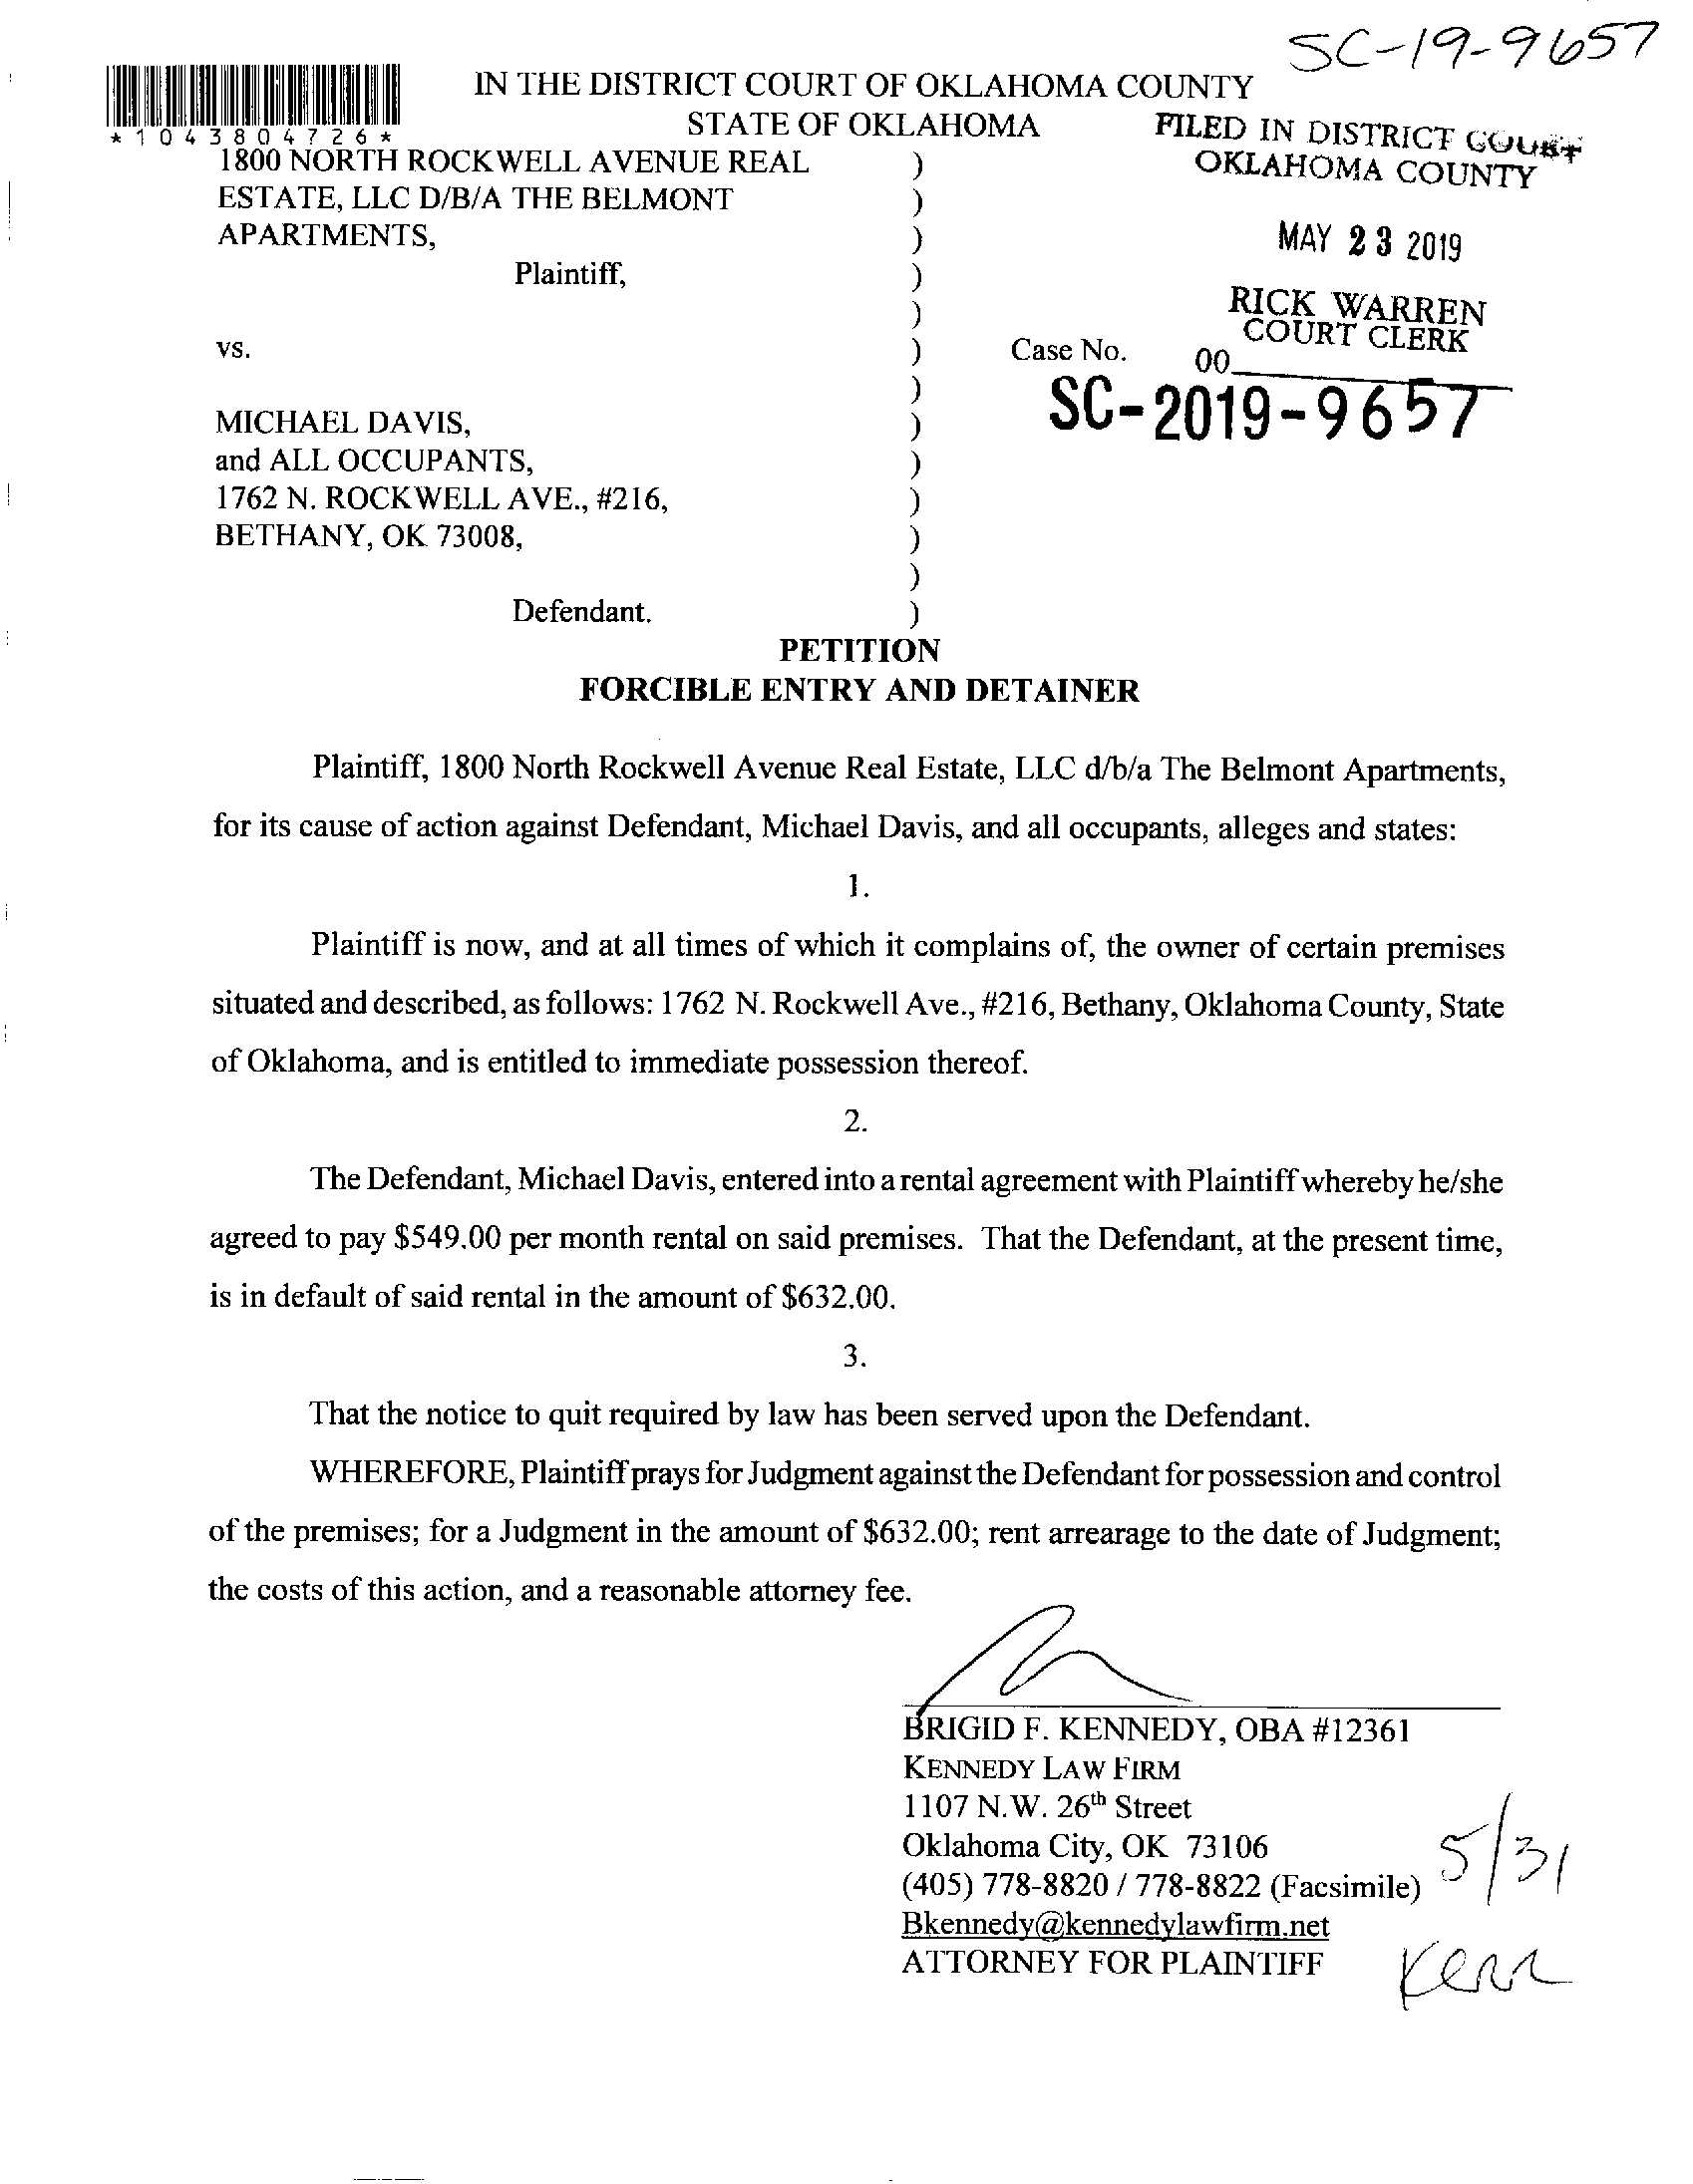 SC-19-9657
IN THE DISTRICT COURT OF OKLAHOMA COUNTY
STATE OF OKLAHOMA
*1043804726*
FILED IN DISTRICT COURT
OKLAHOMA COUNTY
MAY 23 2019
RICK WARREN
COURT CLERK
00
1800 NORTH ROCKWELL AVENUE REAL )
ESTATE, LLC D/B/A THE BELMONT )
APARTMENTS, )
Plaintiff, )
)
vs. ) Case No.
)
SC-2019-9657
MICHAEL DAVIS, )
and ALL OCCUPANTS, )
1762 N. ROCKWELL AVE., #216, )
BETHANY, OK 73008, )
)
Defendant. )
PETITION
FORCIBLE ENTRY AND DETAINER
Plaintiff, 1800 North Rockwell Avenue Real Estate, LLC d/b/a The Belmont Apartments,
for its cause of action against Defendant, Michael Davis, and all occupants, alleges and states:
1.
Plaintiff is now, and at all times of which it complains of, the owner of certain premises
situated and described, as follows: 1762 N. Rockwell Ave., #216, Bethany, Oklahoma County, State
of Oklahoma, and is entitled to immediate possession thereof.
2.
The Defendant, Michael Davis, entered into a rental agreement with Plaintiff whereby he/she
agreed to pay $549.00 per month rental on said premises. That the Defendant, at the present time,
is in default of said rental in the amount of $632.00.
3.
That the notice to quit required by law has been served upon the Defendant.
WHEREFORE, Plaintiff prays for Judgment against the Defendant for possession and control
of the premises; for a Judgment in the amount of $632.00; rent arrearage to the date of Judgment;
the costs of this action, and a reasonable attorney fee.
BRIGID F. KENNEDY, OBA #12361
KENNEDY LAW FIRM
1107 N.W. 26th Street
Oklahoma City, OK 73106
(405) 778-8820 / 778-8822 (Facsimile)
Bkennedy@kennedylawfirm.net
ATTORNEY FOR PLAINTIFF
5/31
Kerr